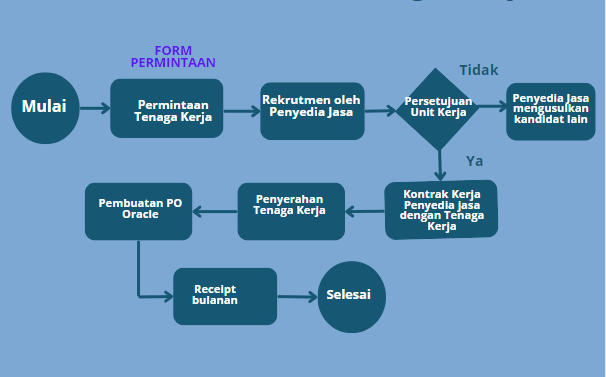 FORM
PERMINTAAN
Mulai
Permintaan
Tenaga Kerja
Rekrutmen oleh
Penyedia Jasa
Persetujuan
Unit Kerja
Tidak
Penyedia Jasa
mengusulkan
kandidat lain
Ya
Kontrak Kerja
Penyedia jasa
dengan Tenaga
Kerja
Penyerahan
Tenaga Kerja
Pembuatan PO
Oracle
Receipt
bulanan
Selesai